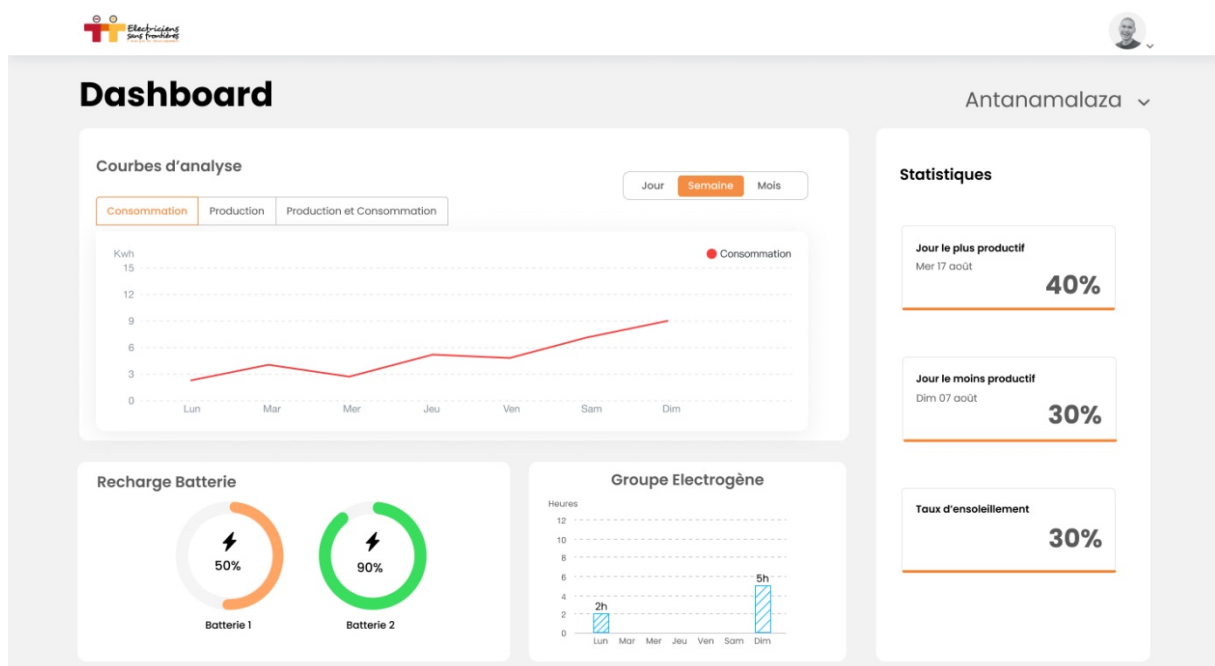 Electriciens
sans frontières
Dashboard
Antanamalaza
Courbes d'analyse
Jour Semaine Mois
Consommation Production Production et Consommation
Kwh
Consommation
15
12
9
6
3
0
Lun Mar Mer Jeu Ven Sam Dim
Recharge Batterie
50%
90%
Batterie 1
Batterie 2
Groupe Electrogène
Heures
12
10
8
6
4
2
0
2h
5h
Lun Mar Mer Jeu Ven Sam Dim
Statistiques
Jour le plus productif
Mer 17 août
40%
Jour le moins productif
Dim 07 août
30%
Taux d'ensoleillement
30%